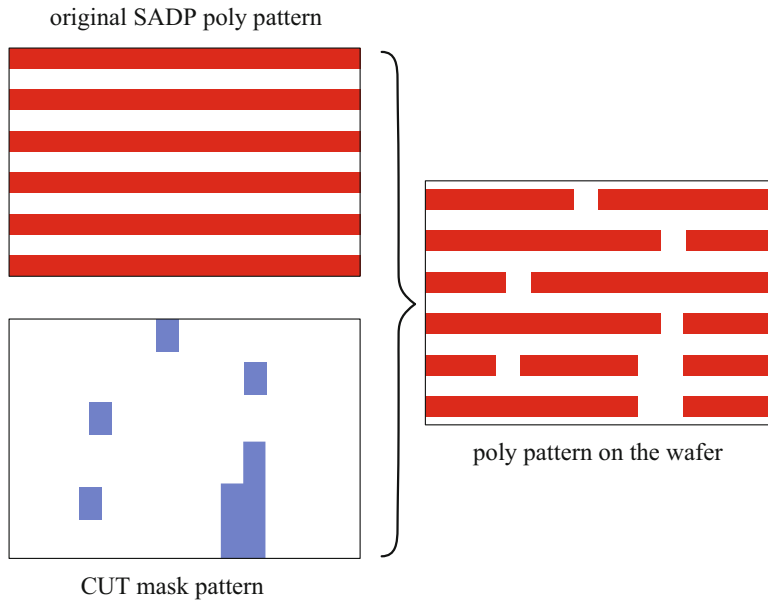 original SADP poly pattern
poly pattern on the wafer
CUT mask pattern